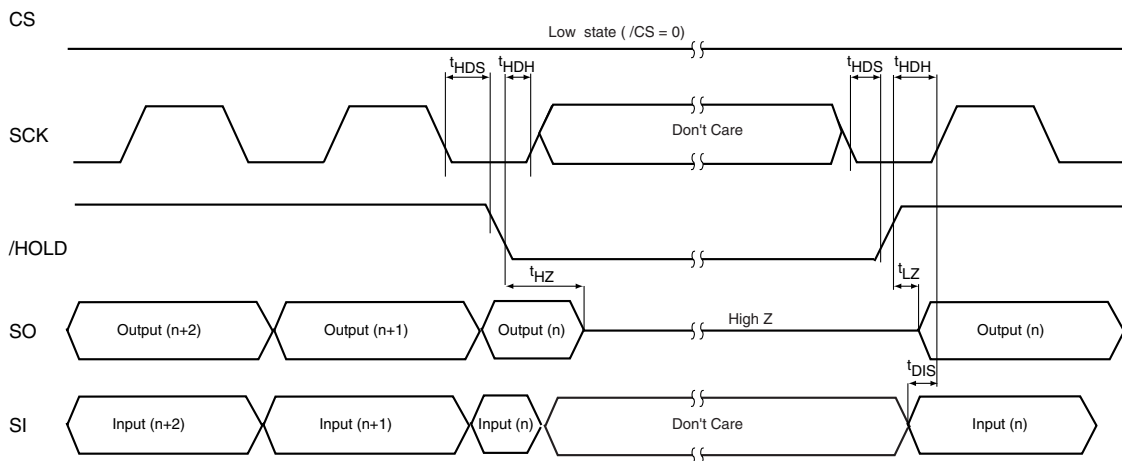 CS
Low state ( /CS = 0)
tHDS tHDH tHDS tHDH
SCK
Don't Care
/HOLD
tHZ tLZ
SO
Output (n+2) Output (n+1) Output (n) High Z Output (n)
tDIS
SI
Input (n+2) Input (n+1) Input (n) Don't Care Input (n)